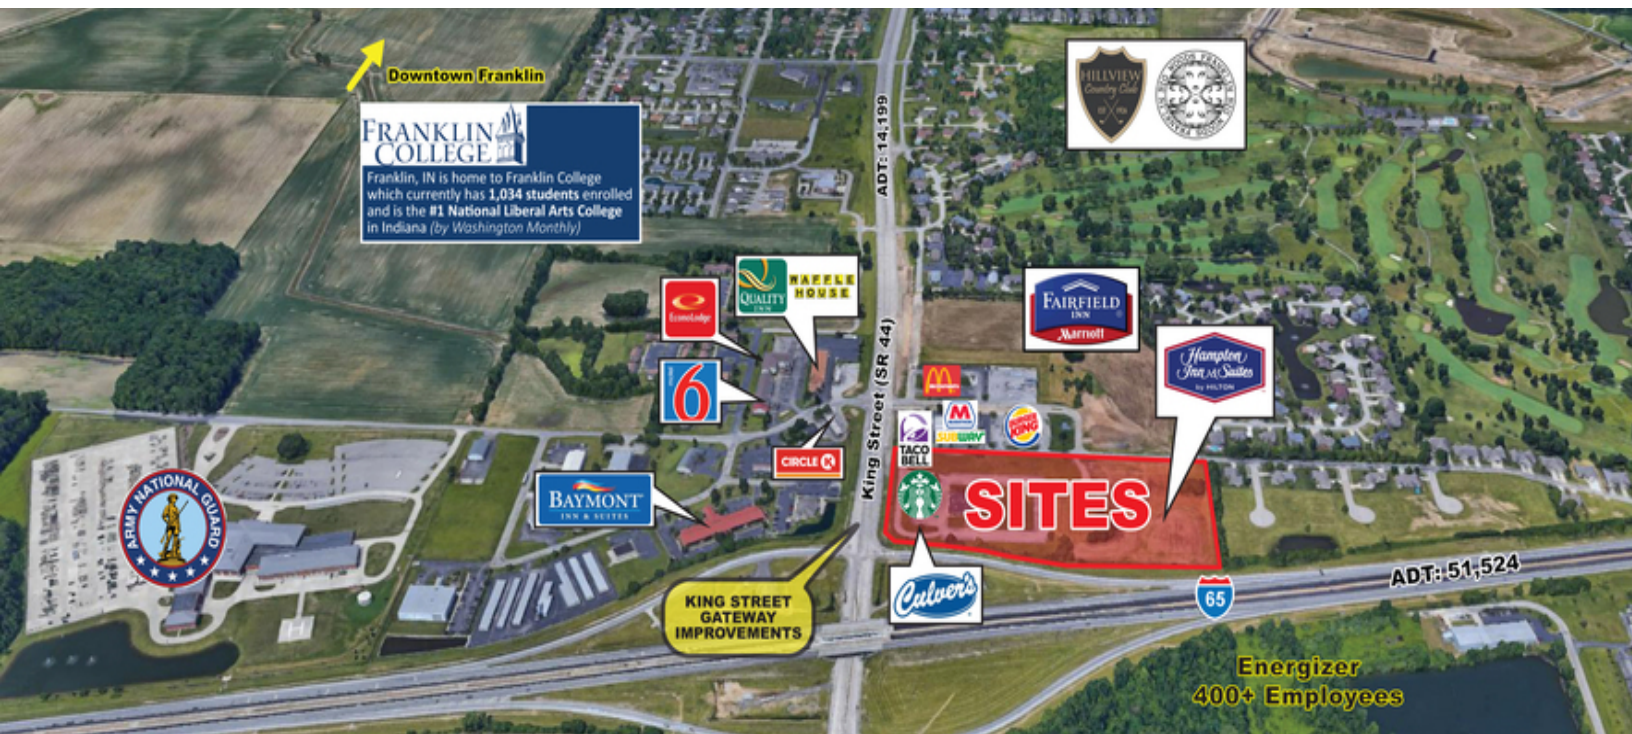 Downtown Franklin
FRANKLIN
COLLEGE
Franklin, IN is home to Franklin College
which currently has 1,034 students enrolled
and is the #1 National Liberal Arts College
in Indiana (by Washington Monthly)
ADT: 14,199
HILLVIEW
Country Club
EconoLodge
QUALITY
INN
WAFFLE
HOUSE
6
King Street (SR 44)
FAIRFIELD
INN
Marriott
Hampton
Inn & Suites
by HILTON
McDonald's
TACO
BELL
M
SUBWAY
BURGER
KING
CIRCLE K
ARMY NATIONAL GUARD
BAYMONT
INN & SUITES
SITES
Culver's
KING STREET
GATEWAY
IMPROVEMENTS
65
ADT: 51,524
Energizer
400+ Employees